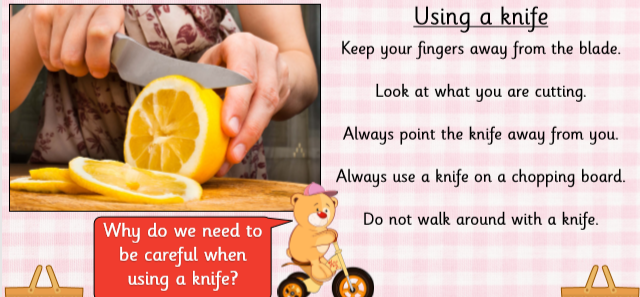 Using a knife
Keep your fingers away from the blade.
Look at what you are cutting.
Always point the knife away from you.
Always use a knife on a chopping board.
Do not walk around with a knife.
Why do we need to
be careful when
using a knife?